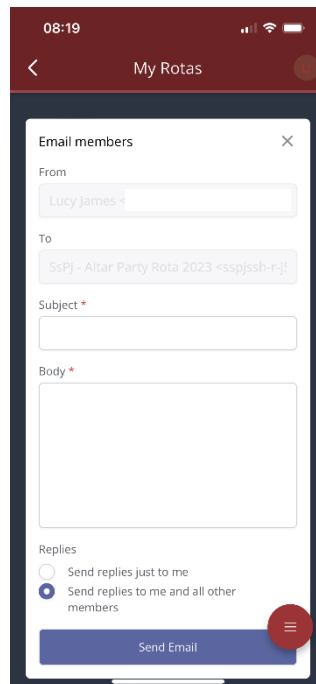 08:19
My Rotas
Email members
From
Lucy James <
To
SsPJ - Altar Party Rota 2023 <sspjssh-r-j5
Subject *
Body *
Replies
Send replies just to me
Send replies to me and all other
members
Send Email